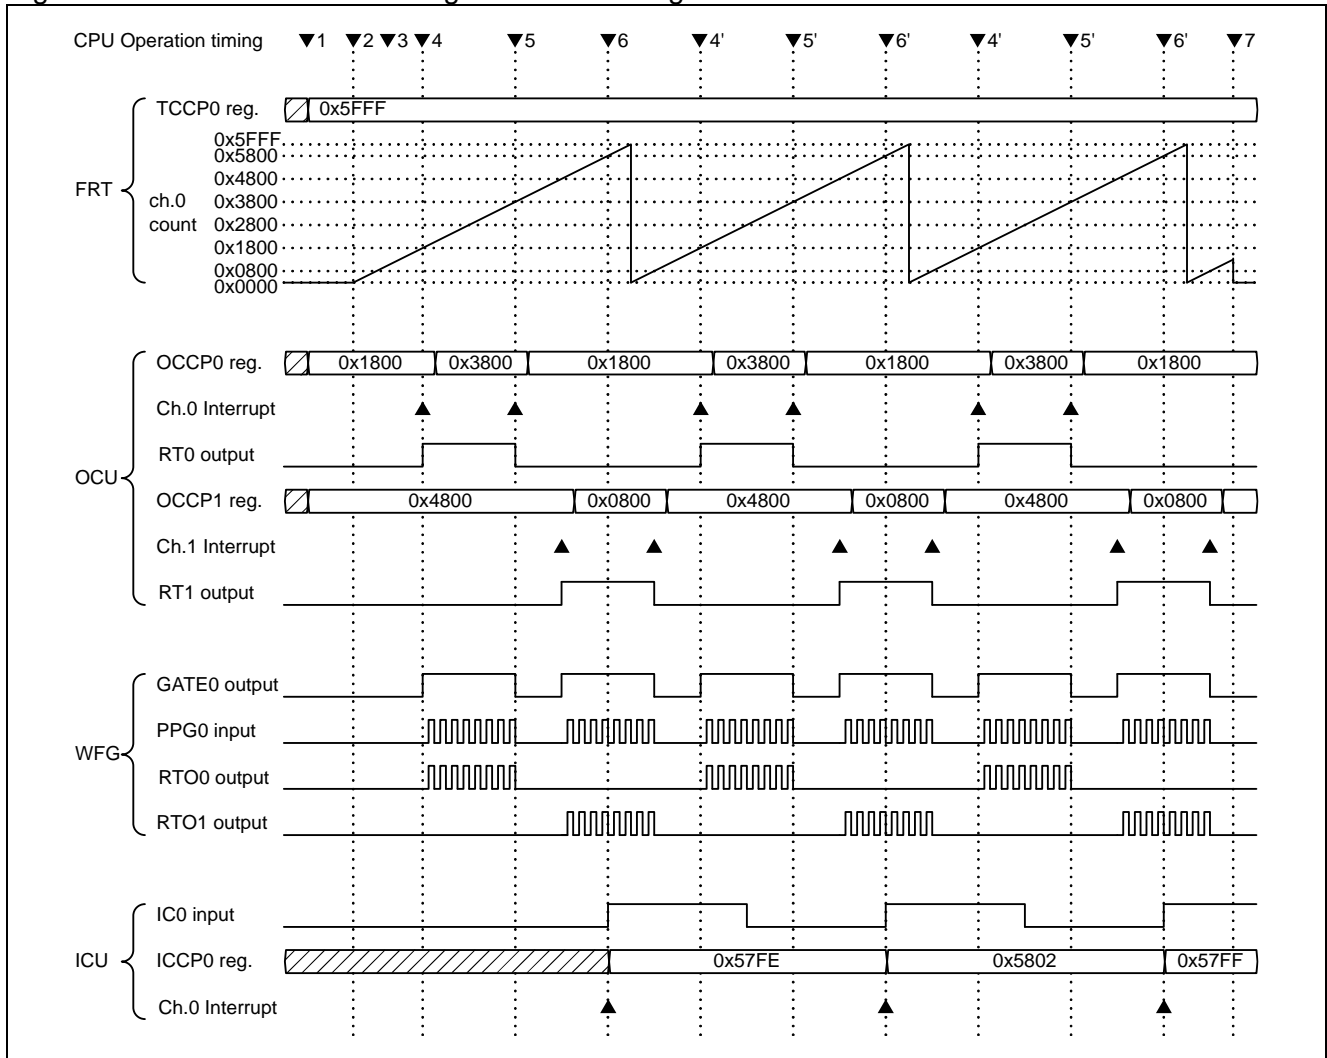 CPU Operation timing ▼1 ▼2 ▼3 ▼4 ▼5 ▼6 ▼4' ▼5' ▼6' ▼4' ▼5' ▼6' ▼7
TCCP0 reg. 0x5FFF
FRT
ch.0
count
0x5FFF
0x5800
0x4800
0x3800
0x2800
0x1800
0x0800
0x0000
OCU
OCCP0 reg. 0x1800 0x3800 0x1800 0x3800 0x1800 0x3800 0x1800
Ch.0 Interrupt
RT0 output
OCCP1 reg. 0x4800 0x0800 0x4800 0x0800 0x4800 0x0800
Ch.1 Interrupt
RT1 output
WFG
GATE0 output
PPG0 input
RTO0 output
RTO1 output
ICU
IC0 input
ICCP0 reg. 0x57FE 0x5802 0x57FF
Ch.0 Interrupt